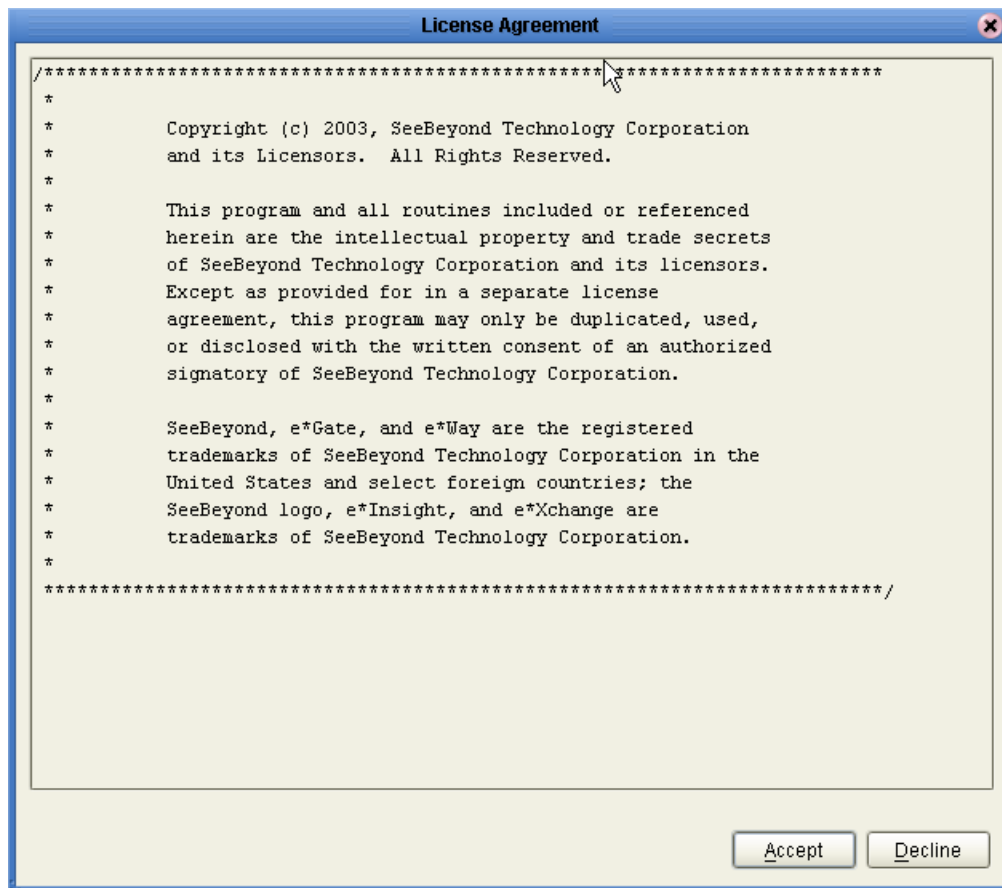 License Agreement
/***************************************************************************
*
* Copyright (c) 2003, SeeBeyond Technology Corporation
* and its Licensors. All Rights Reserved.
*
* This program and all routines included or referenced
* herein are the intellectual property and trade secrets
* of SeeBeyond Technology Corporation and its licensors.
* Except as provided for in a separate license
* agreement, this program may only be duplicated, used,
* or disclosed with the written consent of an authorized
* signatory of SeeBeyond Technology Corporation.
*
* SeeBeyond, e*Gate, and e*Way are the registered
* trademarks of SeeBeyond Technology Corporation in the
* United States and select foreign countries; the
* SeeBeyond logo, e*Insight, and e*Xchange are
* trademarks of SeeBeyond Technology Corporation.
*
***************************************************************************/
Accept Decline